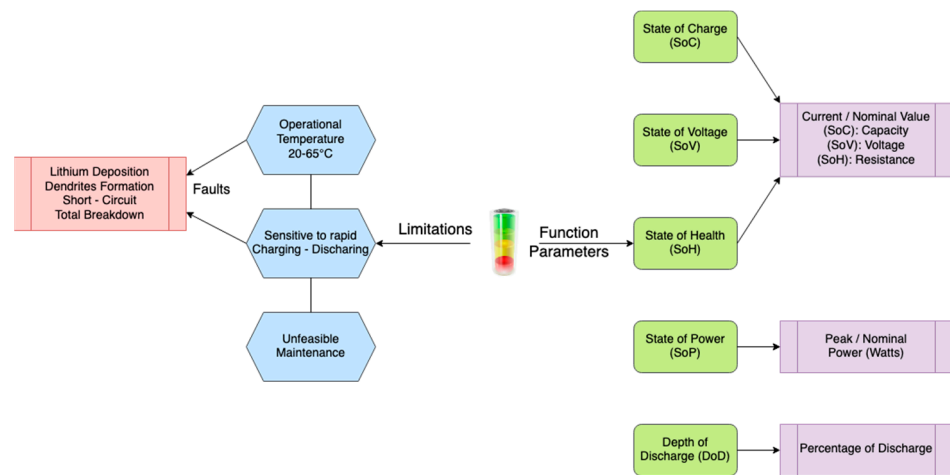 State of Charge
(SoC)
Operational
Temperature
20-65°C
State of Voltage
(SoV)
Current / Nominal Value
(SoC): Capacity
(SoV): Voltage
(SoH): Resistance
Lithium Deposition
Dendrites Formation
Short - Circuit
Total Breakdown
Faults
Sensitive to rapid
Charging - Discharing
Limitations
Function
Parameters
State of Health
(SoH)
Unfeasible
Maintenance
State of Power
(SoP)
Peak / Nominal
Power (Watts)
Depth of
Discharge (DoD)
Percentage of Discharge